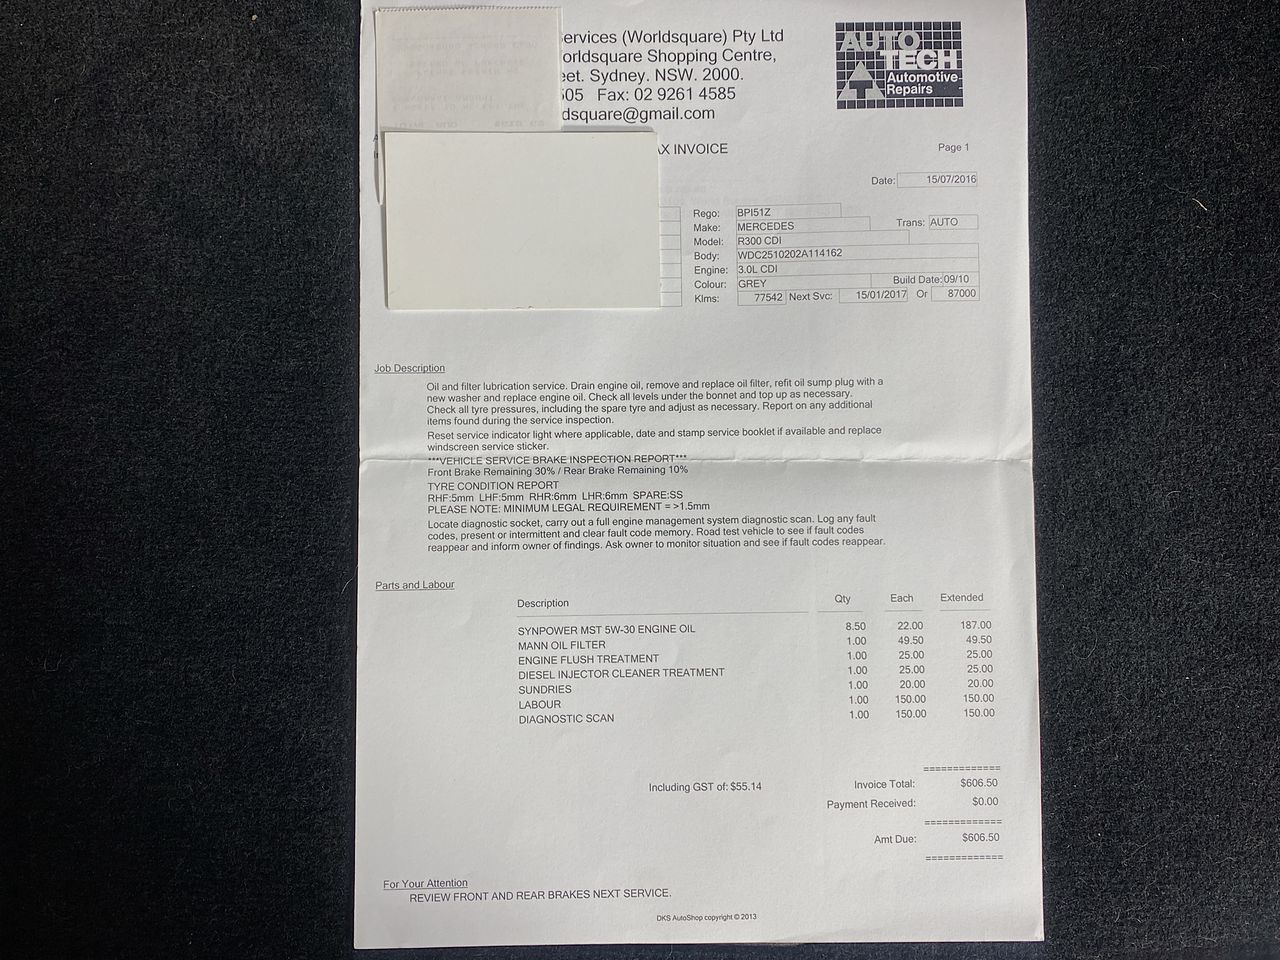 ervices (Worldsquare) Pty Ltd
orldsquare Shopping Centre,
eet. Sydney. NSW. 2000.
505 Fax: 02 9261 4585
dsquare@gmail.com
AUTO
TECH
Automotive
Repairs
AX INVOICE
Page 1
Date: 15/07/2016
Rego: BPI51Z
Make: MERCEDES Trans: AUTO
Model: R300 CDI
Body: WDC2510202A114162
Engine: 3.0L CDI
Colour: GREY Build Date: 09/10
Klms: 77542 Next Svc: 15/01/2017 Or 87000
Job Description
Oil and filter lubrication service. Drain engine oil, remove and replace oil filter, refit oil sump plug with a
new washer and replace engine oil. Check all levels under the bonnet and top up as necessary.
Check all tyre pressures, including the spare tyre and adjust as necessary. Report on any additional
items found during the service inspection.
Reset service indicator light where applicable, date and stamp service booklet if available and replace
windscreen service sticker.
***VEHICLE SERVICE BRAKE INSPECTION REPORT***
Front Brake Remaining 30% / Rear Brake Remaining 10%
TYRE CONDITION REPORT
RHF:5mm LHF:5mm RHR:6mm LHR:6mm SPARE:SS
PLEASE NOTE: MINIMUM LEGAL REQUIREMENT = >1.5mm
Locate diagnostic socket, carry out a full engine management system diagnostic scan. Log any fault
codes, present or intermittent and clear fault code memory. Road test vehicle to see if fault codes
reappear and inform owner of findings. Ask owner to monitor situation and see if fault codes reappear.
Parts and Labour
Description Qty Each Extended
SYNPOWER MST 5W-30 ENGINE OIL 8.50 22.00 187.00
MANN OIL FILTER 1.00 49.50 49.50
ENGINE FLUSH TREATMENT 1.00 25.00 25.00
DIESEL INJECTOR CLEANER TREATMENT 1.00 25.00 25.00
SUNDRIES 1.00 20.00 20.00
LABOUR 1.00 150.00 150.00
DIAGNOSTIC SCAN 1.00 150.00 150.00
=============
Including GST of: $55.14 Invoice Total: $606.50
Payment Received: $0.00
=============
Amt Due: $606.50
=============
For Your Attention
REVIEW FRONT AND REAR BRAKES NEXT SERVICE.
DKS AutoShop copyright © 2013